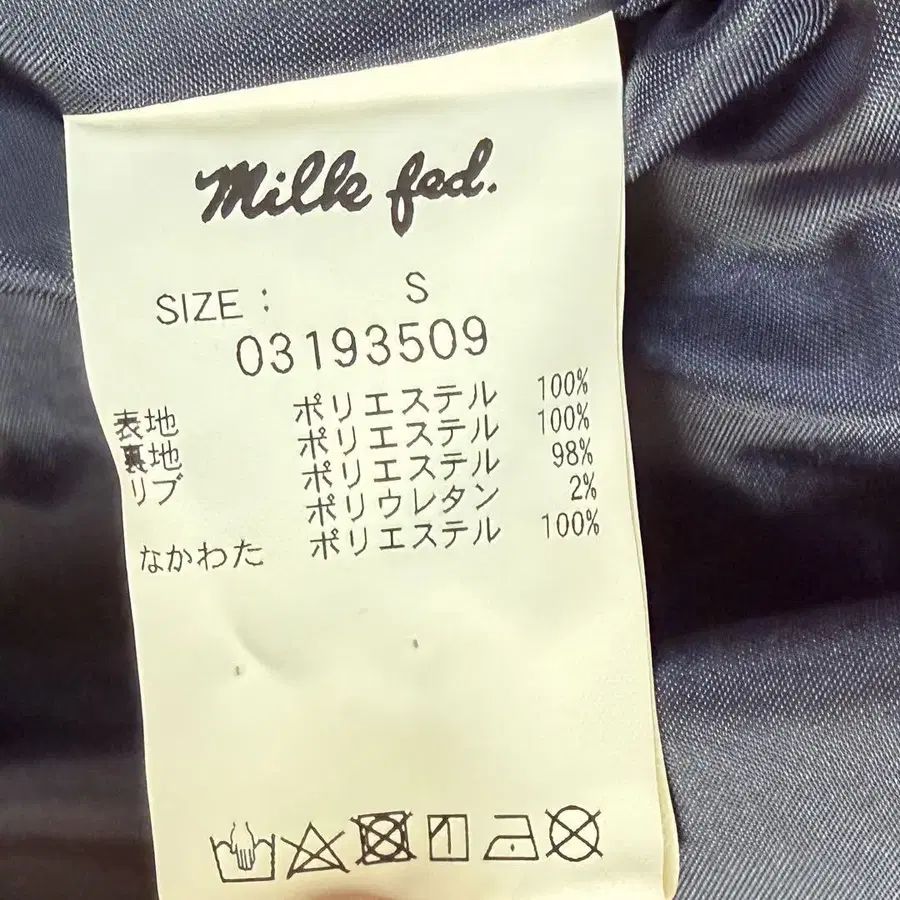 Milk fed.
SIZE : S
03193509
表地 ポリエステル 100%
裏地 ポリエステル 100%
リブ ポリエステル 98%
ポリウレタン 2%
なかわた ポリエステル 100%